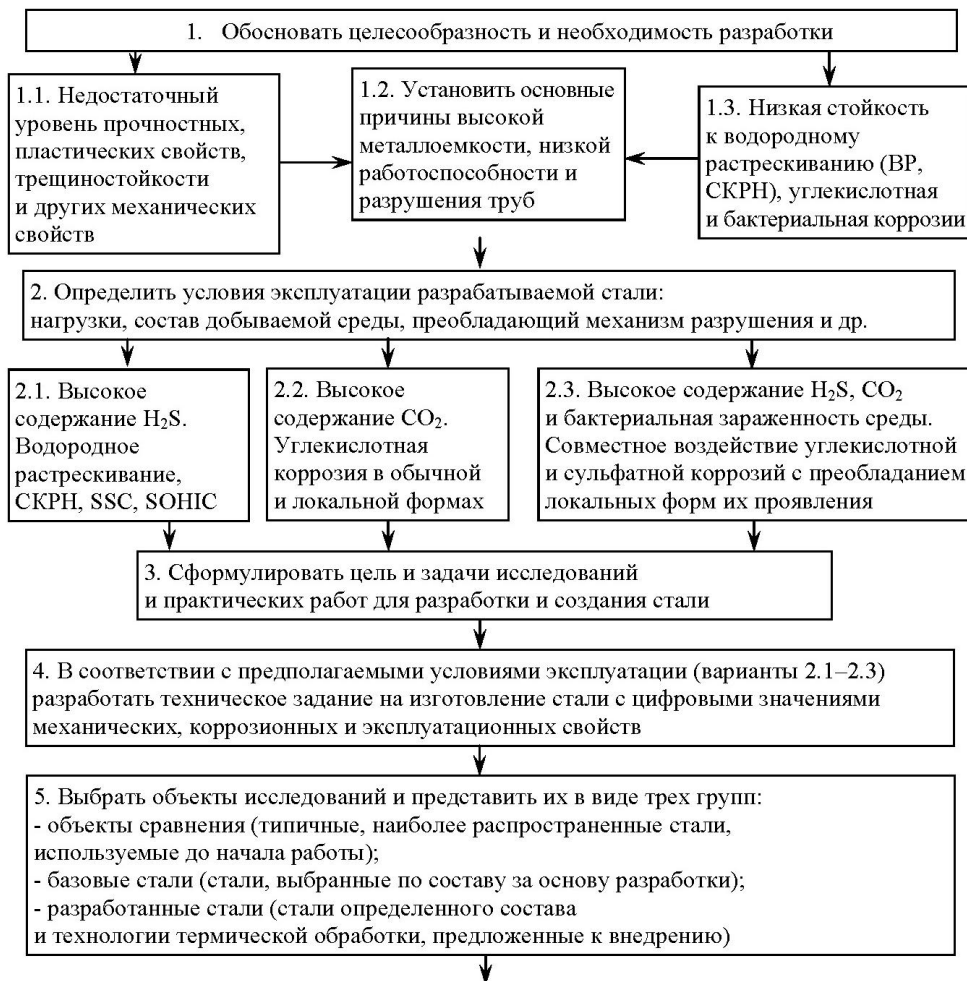 1. Обосновать целесообразность и необходимость разработки
1.1. Недостаточный
уровень прочностных,
пластических свойств,
трещиностойкости
и других механических
свойств
1.2. Установить основные
причины высокой
металлоемкости, низкой
работоспособности и
разрушения труб
1.3. Низкая стойкость
к водородному
растрескиванию (ВР,
СКРН), углекислотная
и бактериальная коррозии
2. Определить условия эксплуатации разрабатываемой стали:
нагрузки, состав добываемой среды, преобладающий механизм разрушения и др.
2.1. Высокое
содержание H₂S.
Водородное
растрескивание,
СКРН, SSC, SOHIC
2.2. Высокое
содержание CO₂.
Углекислотная
коррозия в обычной
и локальной формах
2.3. Высокое содержание H₂S, CO₂
и бактериальная зараженность среды.
Совместное воздействие углекислотной
и сульфатной коррозий с преобладанием
локальных форм их проявления
3. Сформулировать цель и задачи исследований
и практических работ для разработки и создания стали
4. В соответствии с предполагаемыми условиями эксплуатации (варианты 2.1–2.3)
разработать техническое задание на изготовление стали с цифровыми значениями
механических, коррозионных и эксплуатационных свойств
5. Выбрать объекты исследований и представить их в виде трех групп:
- объекты сравнения (типичные, наиболее распространенные стали,
используемые до начала работы);
- базовые стали (стали, выбранные по составу за основу разработки);
- разработанные стали (стали определенного состава
и технологии термической обработки, предложенные к внедрению)